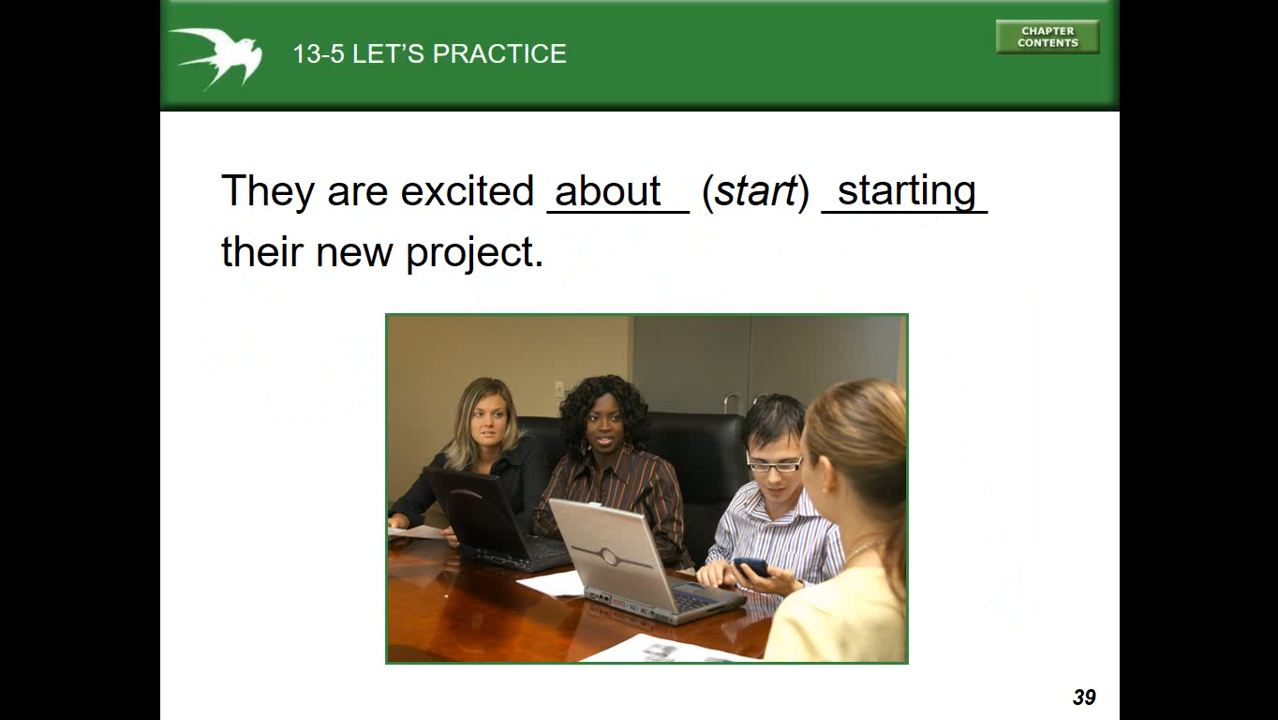 13-5 LET’S PRACTICE
CHAPTER
CONTENTS
They are excited about (start) starting
their new project.
39